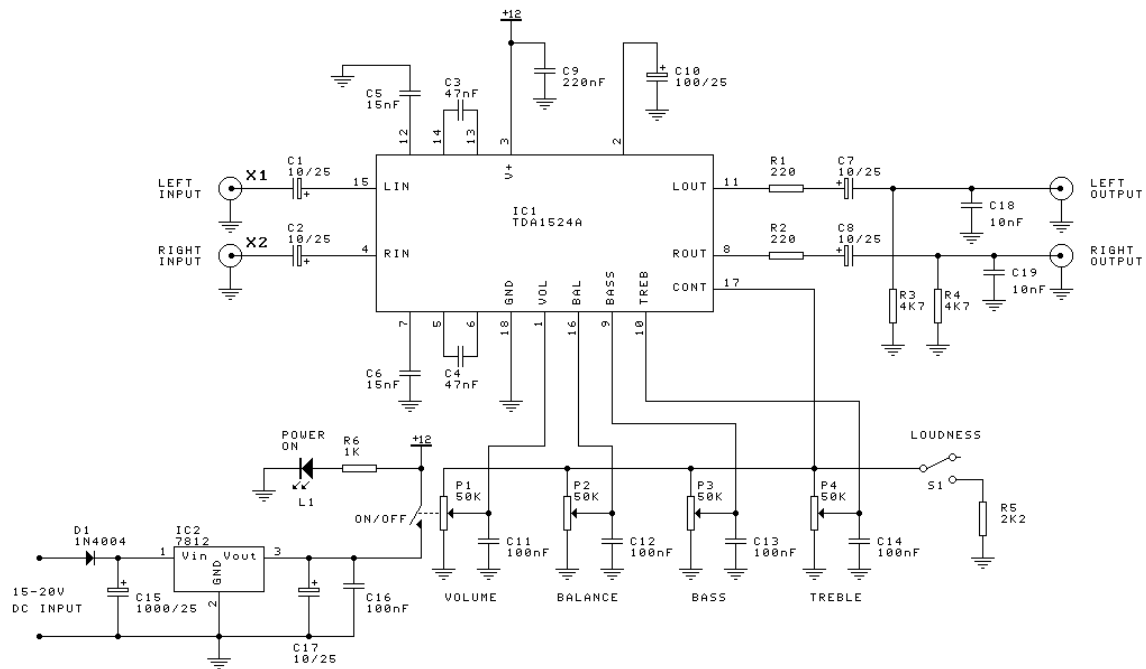 +12
C9
220nF
C10
100/25
C5
15nF
C3
47nF
12
14
13
3
2
V+
LEFT
INPUT
X1
C1
10/25
15
LIN
IC1
TDA1524A
LOUT
11
R1
220
C7
10/25
LEFT
OUTPUT
C18
10nF
RIGHT
INPUT
X2
C2
10/25
4
RIN
ROUT
8
R2
220
C8
10/25
RIGHT
OUTPUT
C19
10nF
GND
VOL
BAL
BASS
TREB
CONT
17
7
5
6
18
1
16
9
10
R3
4K7
R4
4K7
C6
15nF
C4
47nF
POWER
ON
R6
1K
+12
L1
ON/OFF
P1
50K
P2
50K
P3
50K
P4
50K
LOUDNESS
S1
R5
2K2
C11
100nF
C12
100nF
C13
100nF
C14
100nF
VOLUME
BALANCE
BASS
TREBLE
D1
1N4004
IC2
7812
1
Vin
Vout
3
GND
2
15-20V
DC INPUT
C15
1000/25
C16
100nF
C17
10/25